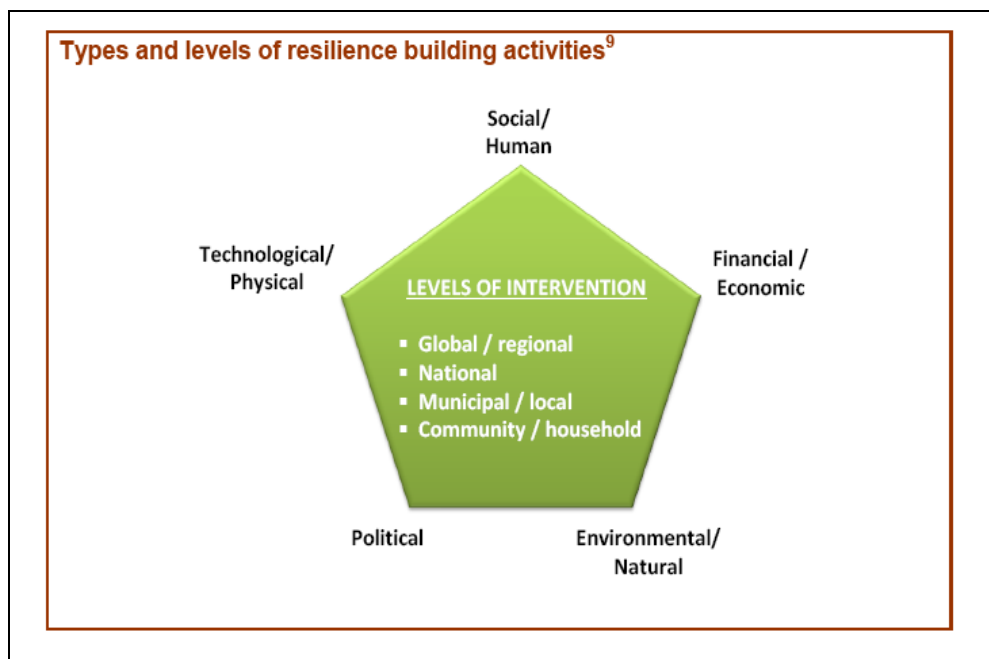 Types and levels of resilience building activities⁹
Social/
Human
Technological/
Physical
Financial /
Economic
LEVELS OF INTERVENTION
▪ Global / regional
▪ National
▪ Municipal / local
▪ Community / household
Political
Environmental/
Natural